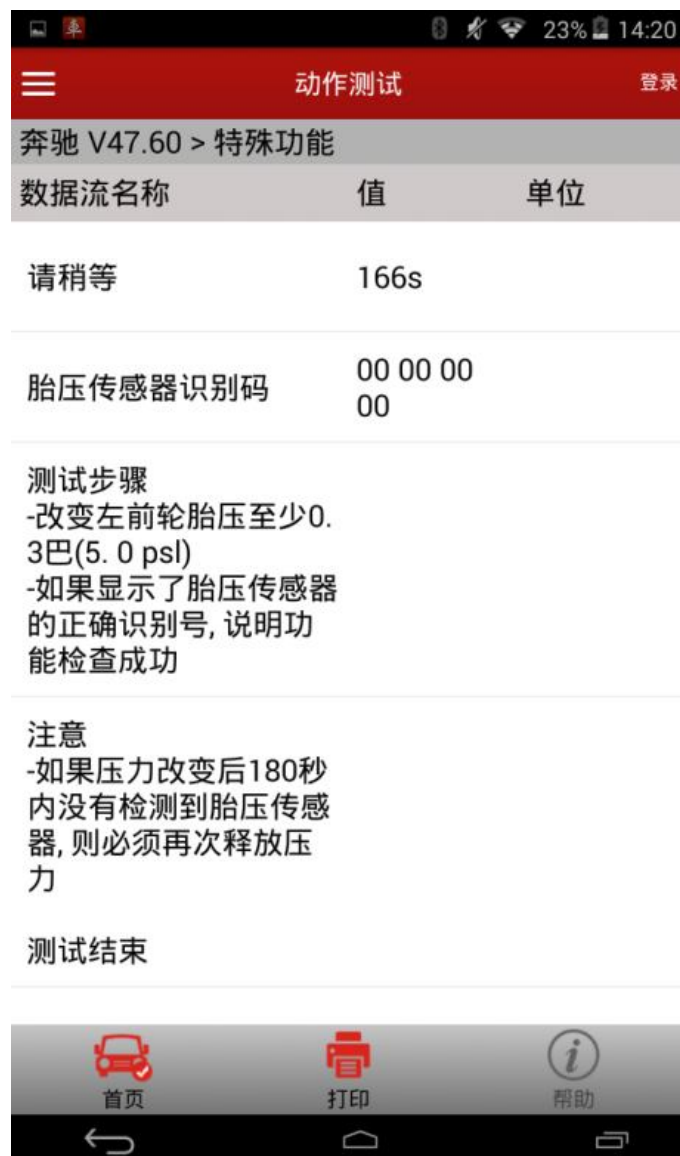 車 23% 14:20
动作测试 登录
奔驰 V47.60 > 特殊功能
数据流名称 值 单位
请稍等 166s
胎压传感器识别码 00 00 00
00
测试步骤
-改变左前轮胎压至少0.
3巴(5. 0 psl)
-如果显示了胎压传感器
的正确识别号, 说明功
能检查成功
注意
-如果压力改变后180秒
内没有检测到胎压传感
器, 则必须再次释放压
力
测试结束
首页 打印 帮助